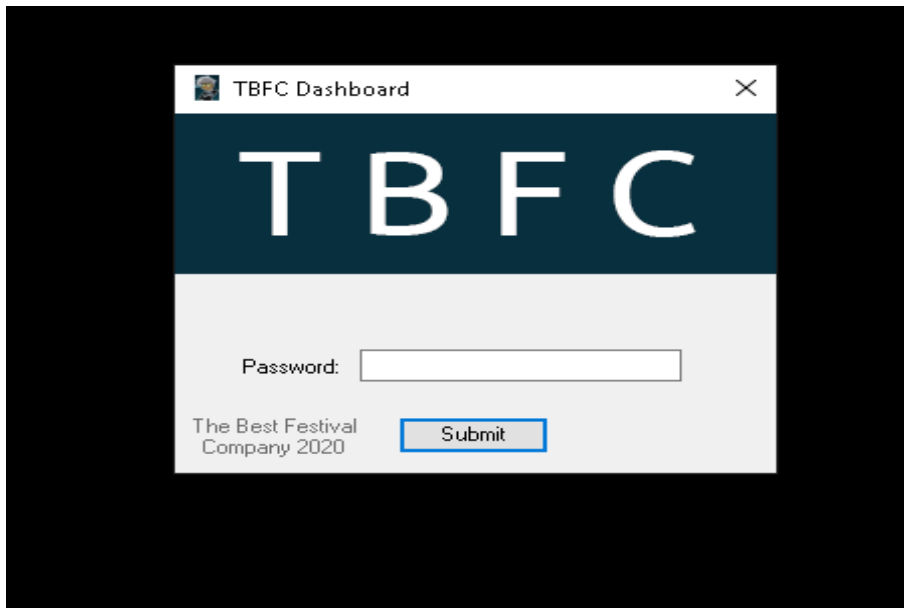 TBFC Dashboard
T B F C
Password:
The Best Festival
Company 2020
Submit